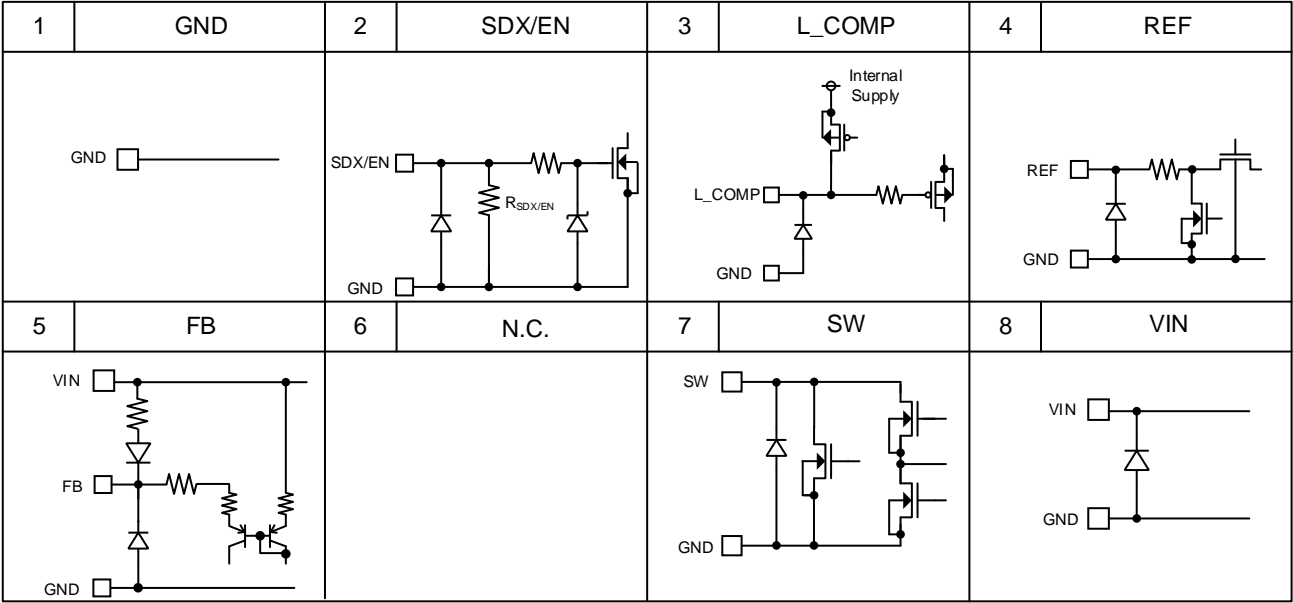 1 GND 2 SDX/EN 3 L_COMP 4 REF
GND
SDX/EN
RSDX/EN
GND
Internal
Supply
L_COMP
GND
REF
GND
5 FB 6 N.C. 7 SW 8 VIN
VIN
FB
GND
SW
GND
VIN
GND